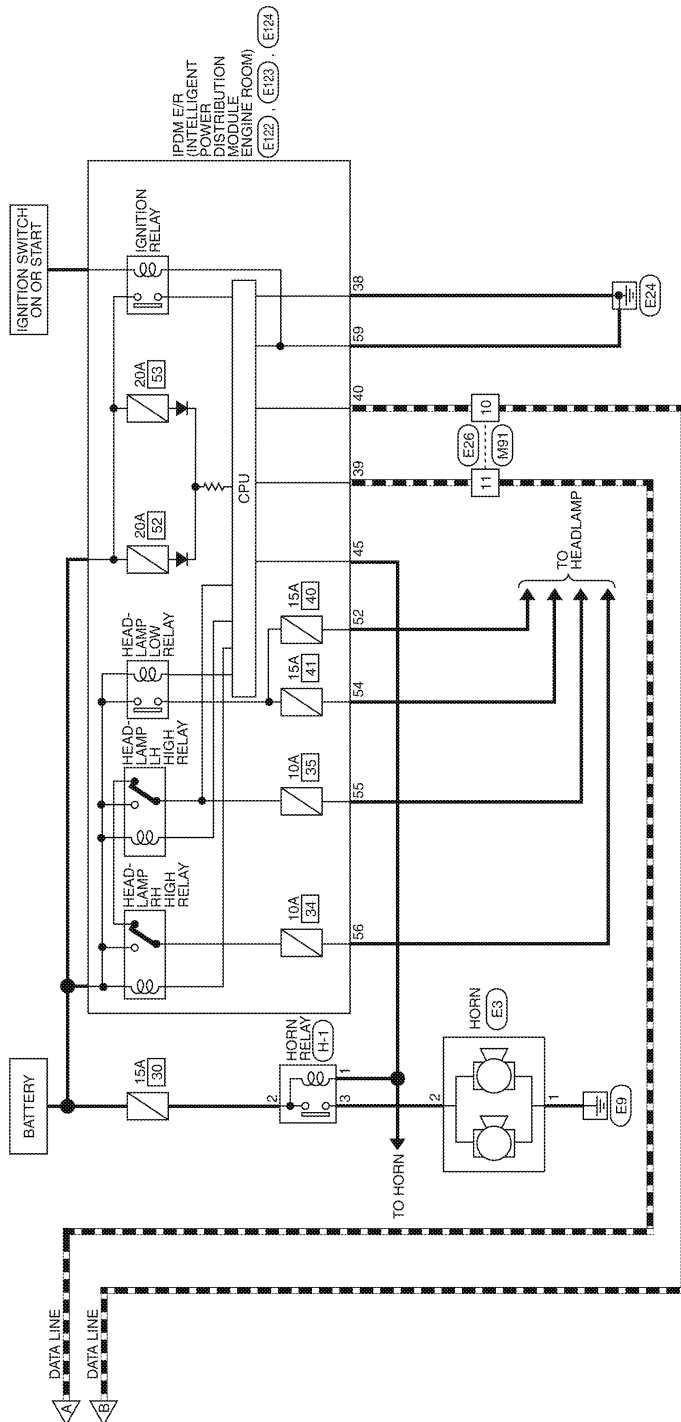 BATTERY
IGNITION SWITCH
ON OR START
IPDM E/R
(INTELLIGENT
POWER
DISTRIBUTION
MODULE
ENGINE ROOM)
E122 , E123 , E124
15A
30
HEAD-
LAMP
RH
HIGH
RELAY
HEAD-
LAMP
LH
HIGH
RELAY
HEAD-
LAMP
LOW
RELAY
20A
52
20A
53
IGNITION
RELAY
CPU
10A
34
10A
35
15A
41
15A
40
56
55
54
52
45
39
40
59
38
HORN
RELAY
H-1
2
1
3
TO HORN
HORN
E3
2
1
E9
TO
HEADLAMP
11
E26
M91
10
E24
DATA LINE
A
DATA LINE
B